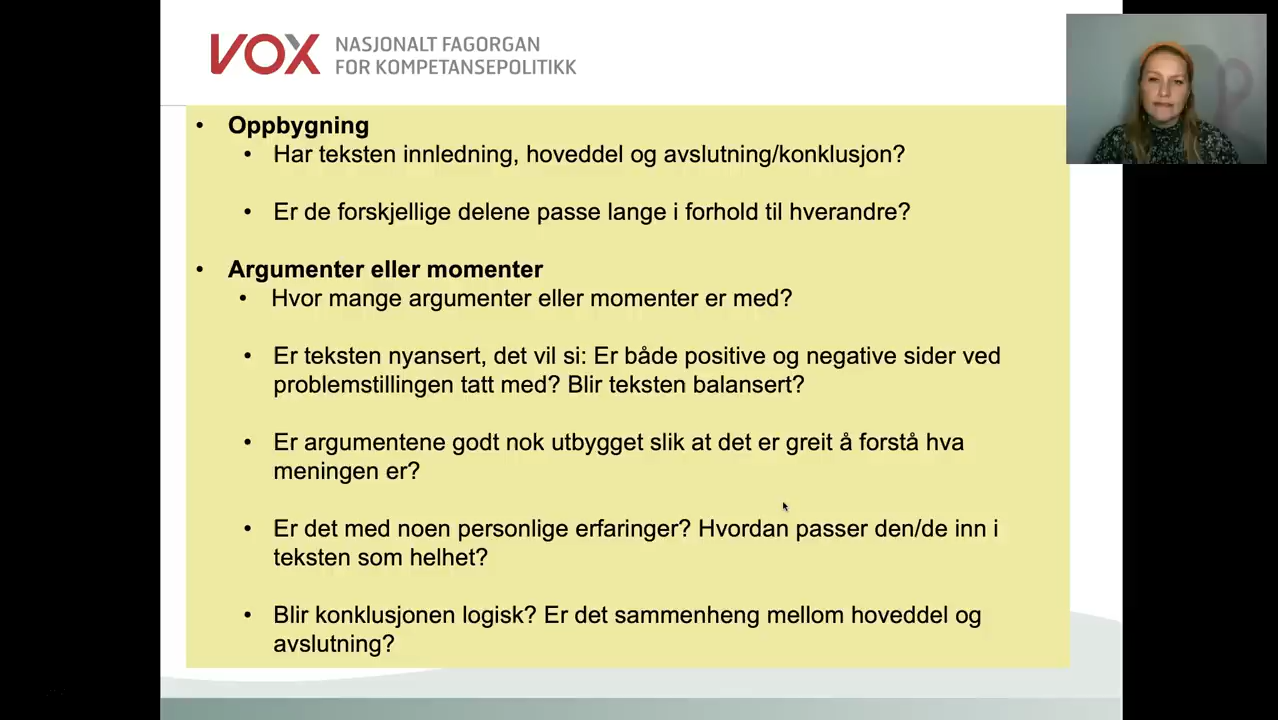 VOX NASJONALT FAGORGAN
FOR KOMPETANSEPOLITIKK
• Oppbygning
• Har teksten innledning, hoveddel og avslutning/konklusjon?
• Er de forskjellige delene passe lange i forhold til hverandre?
• Argumenter eller momenter
• Hvor mange argumenter eller momenter er med?
• Er teksten nyansert, det vil si: Er både positive og negative sider ved
problemstillingen tatt med? Blir teksten balansert?
• Er argumentene godt nok utbygget slik at det er greit å forstå hva
meningen er?
• Er det med noen personlige erfaringer? Hvordan passer den/de inn i
teksten som helhet?
• Blir konklusjonen logisk? Er det sammenheng mellom hoveddel og
avslutning?